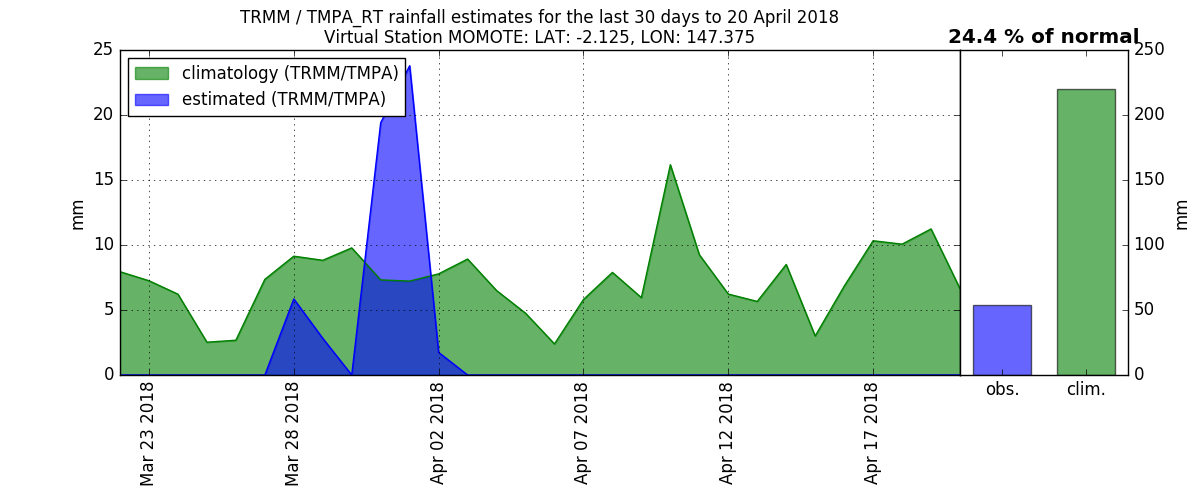 TRMM / TMPA_RT rainfall estimates for the last 30 days to 20 April 2018
Virtual Station MOMOTE: LAT: -2.125, LON: 147.375
24.4 % of normal
climatology (TRMM/TMPA)
estimated (TRMM/TMPA)
25
20
15
10
5
0
mm
250
200
150
100
50
0
mm
Mar 23 2018
Mar 28 2018
Apr 02 2018
Apr 07 2018
Apr 12 2018
Apr 17 2018
obs.
clim.